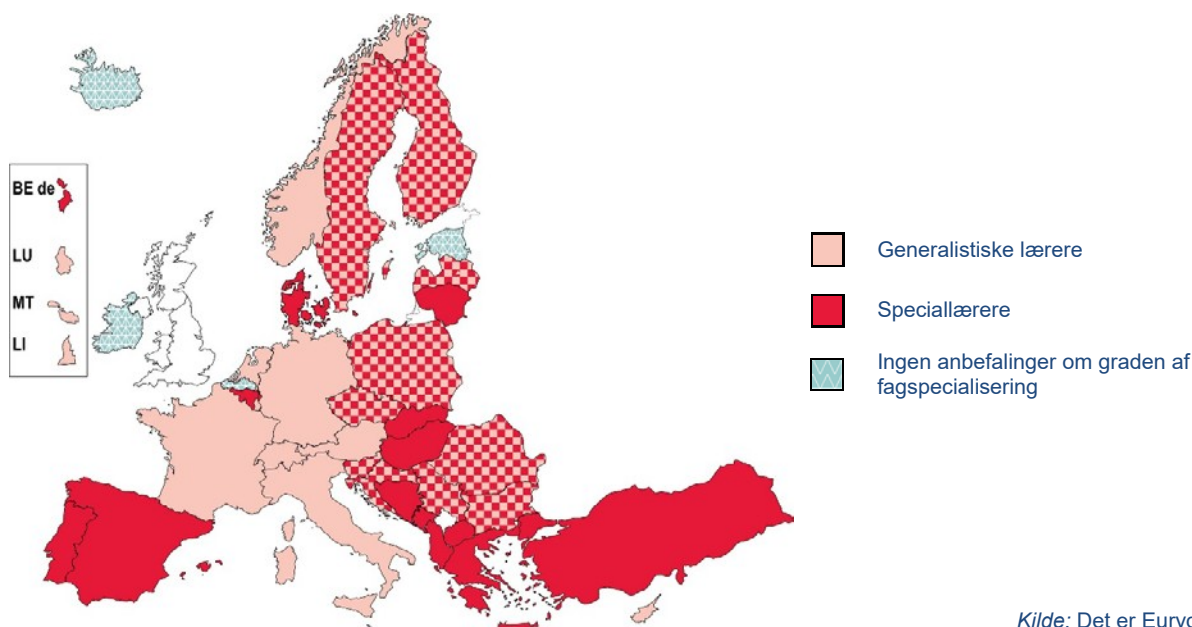 BE de
LU
MT
LI
Generalistiske lærere
Speciallærere
Ingen anbefalinger om graden af
fagspecialisering
Kilde: Det er